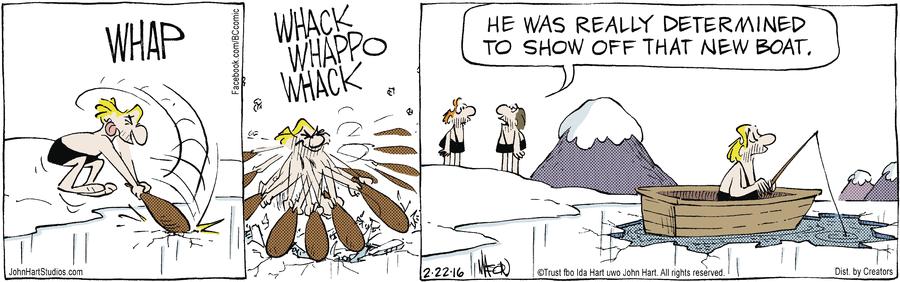 WHAP
Facebook.com/BCcomic
JohnHartStudios.com
WHACK
WHAPPO
WHACK
HE WAS REALLY DETERMINED
TO SHOW OFF THAT NEW BOAT.
2-22-16
©Trust fbo Ida Hart uwo John Hart. All rights reserved.
Dist. by Creators